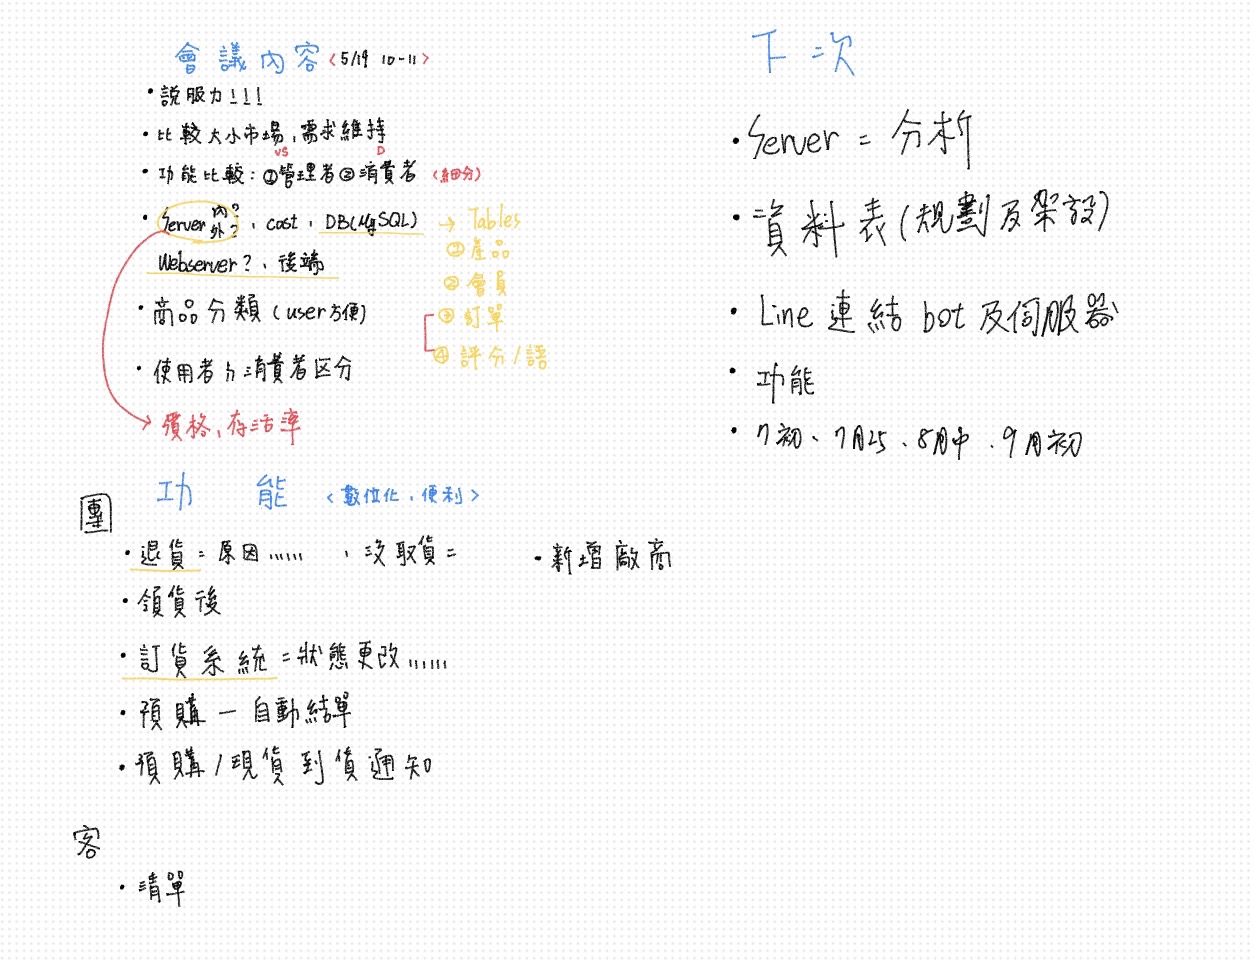 會議內容 <5/19 10-11>
• 說服力!!!
• 比較大小市場、需求維持
vs D
• 功能比較:①管理者②消費者 (細分)
• Server 內? 外?、cost、DB(MySQL) → Tables
① 產品
Webserver?、後端
② 會員
• 商品分類 (user方便)
③ 訂單
④ 評分/語
• 使用者 消費者区分
價格、存活率
功能 <數位化、便利>
團
• 退貨=原因...... 、沒取貨=
• 新增廠商
• 領貨後
• 訂貨系統=狀態更改......
• 預購 — 自動結單
• 預購/現貨到貨通知
客
• 清單
下次
• Server = 分析
• 資料表(規劃及架設)
• Line 連結 bot 及伺服器
• 功能
• 7初、7月25、8月中、9月初